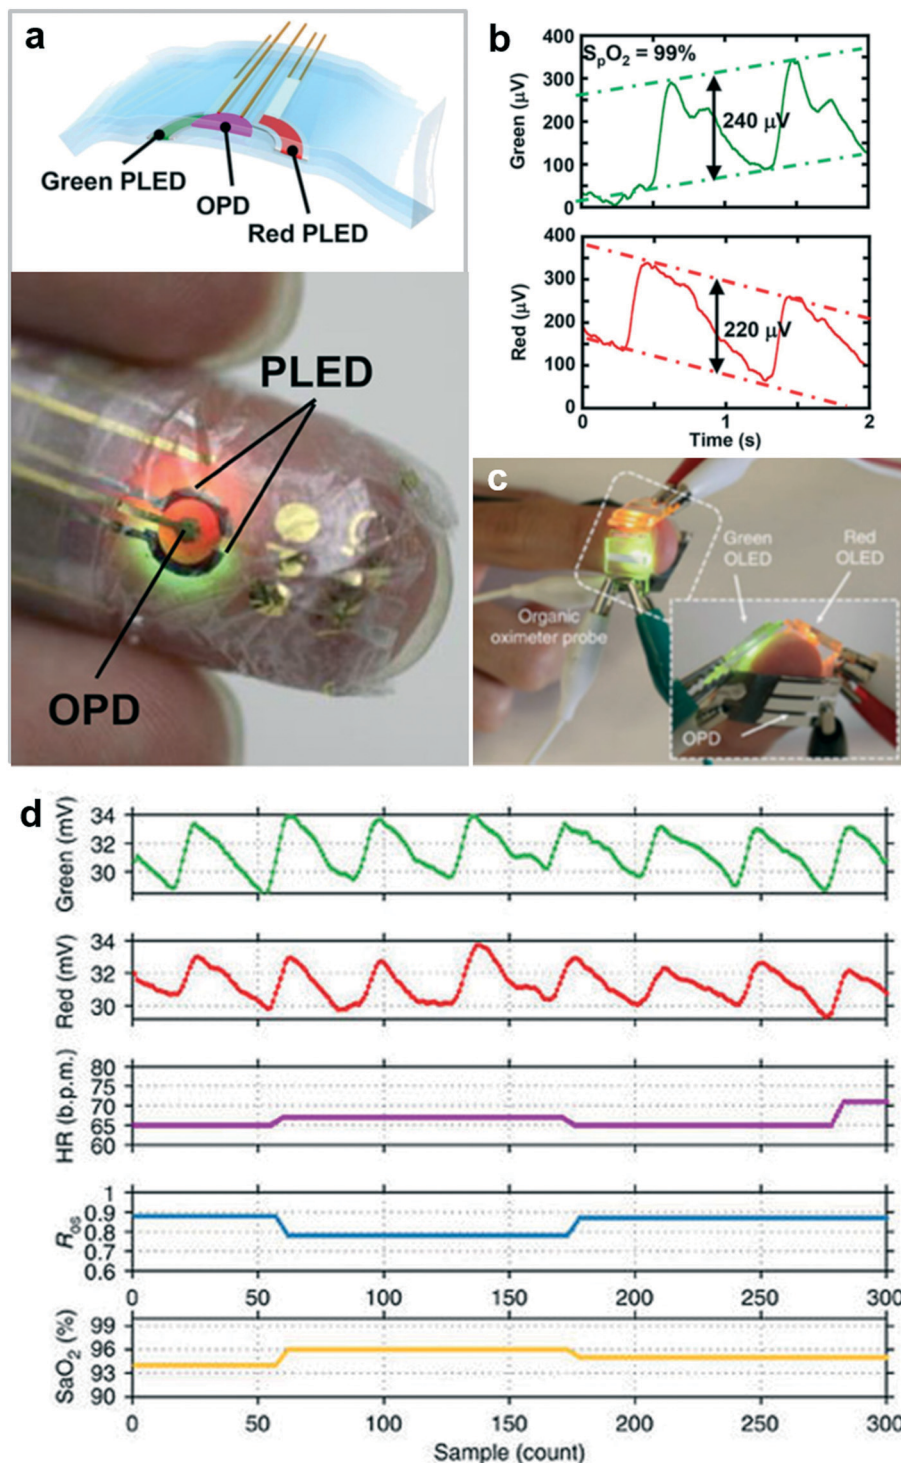 a
Green PLED
OPD
Red PLED
PLED
OPD
b
400
300
200
100
0
Green (µV)
SpO2 = 99%
240 µV
400
300
200
100
0
Red (µV)
220 µV
0
1
2
Time (s)
c
Green
OLED
Red
OLED
Organic
oximeter probe
OPD
d
34
32
30
Green (mV)
34
32
30
Red (mV)
80
75
70
65
60
HR (b.p.m.)
1
0.9
0.8
0.7
0.6
Ros
0 50 100 150 200 250 300
99
96
93
90
SaO2 (%)
0 50 100 150 200 250 300
Sample (count)